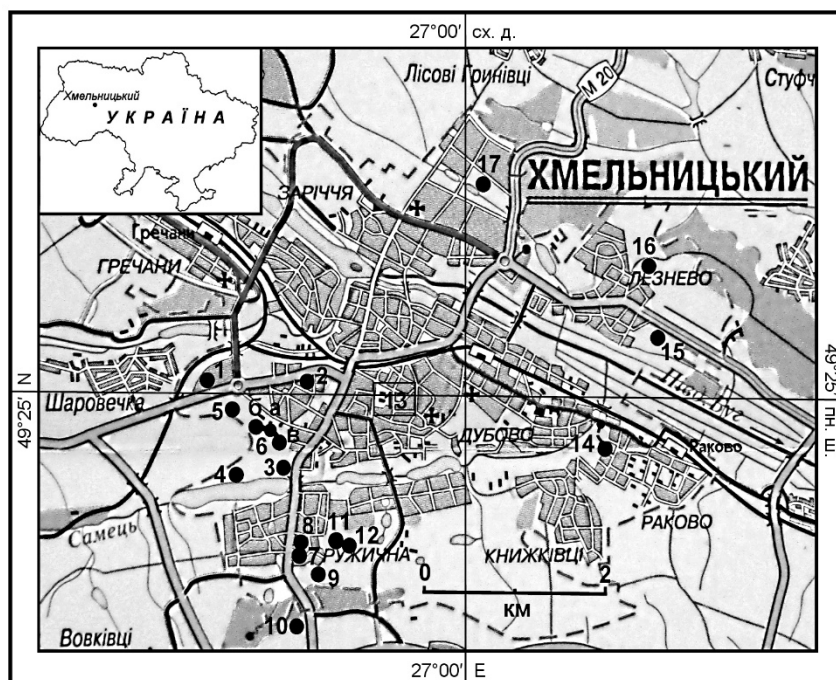 27°00′ сх. д.
Хмельницький
УКРАЇНА
Лісові Гринівці
М 20
Стуфч
17
ХМЕЛЬНИЦЬКИЙ
ЗАРІЧЧЯ
Гречани
ГРЕЧАНИ
16
ЛЕЗНЕВО
15
49°25′ N
49°25′ пн. ш.
Шаровечка
1
2
13
Півд. Буг
5
б а
6 в
ДУБОВО
14
Раково
4
3
РАКОВО
Самець
8
11
12
7
РУЖИЧНА
КНИЖКІВЦІ
9
0
2
км
10
Вовківці
27°00′ E